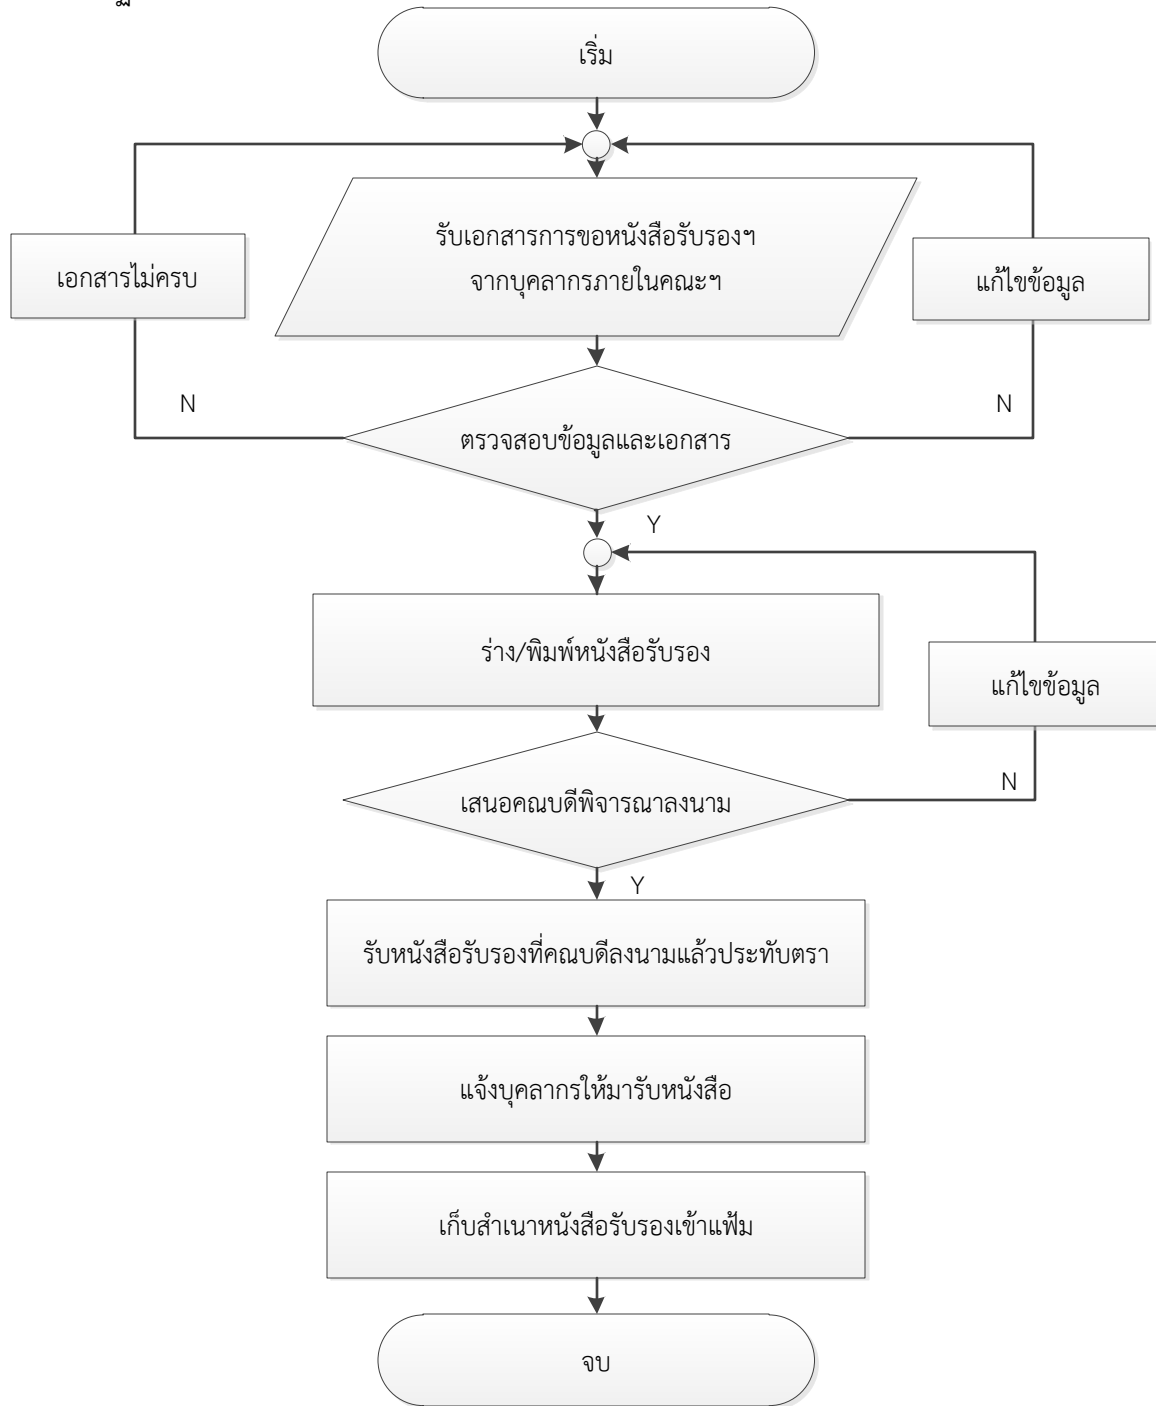 เริ่ม
รับเอกสารการขอหนังสือรับรองฯ
จากบุคลากรภายในคณะฯ
เอกสารไม่ครบ
แก้ไขข้อมูล
N
N
ตรวจสอบข้อมูลและเอกสาร
Y
ร่าง/พิมพ์หนังสือรับรอง
แก้ไขข้อมูล
N
เสนอคณบดีพิจารณาลงนาม
Y
รับหนังสือรับรองที่คณบดีลงนามแล้วประทับตรา
แจ้งบุคลากรให้มารับหนังสือ
เก็บสำเนาหนังสือรับรองเข้าแฟ้ม
จบ